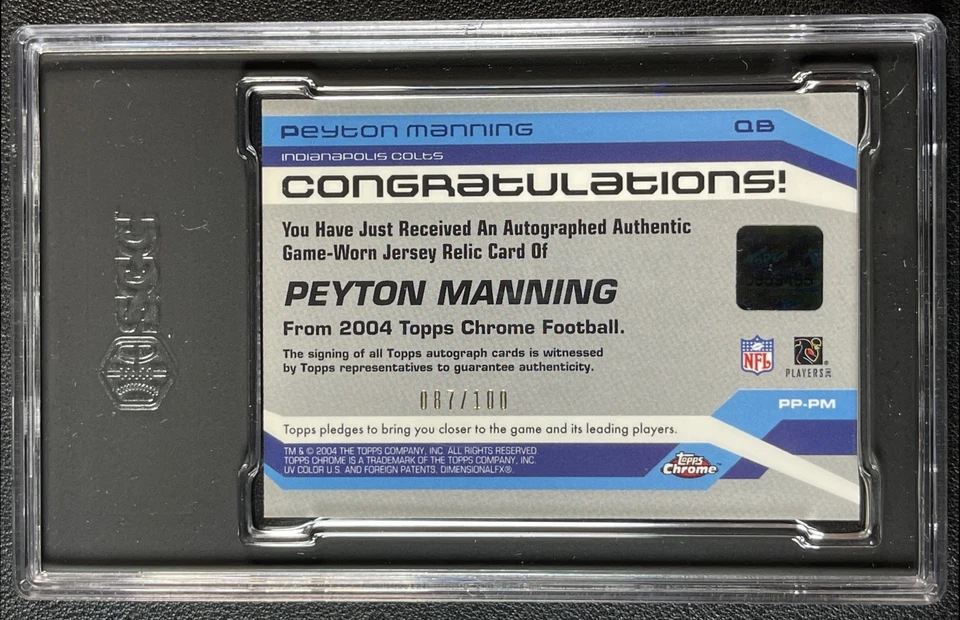 Peyton Manning QB
Indianapolis Colts
Congratulations!
You Have Just Received An Autographed Authentic
Game-Worn Jersey Relic Card Of
PEYTON MANNING
From 2004 Topps Chrome Football.
The signing of all Topps autograph cards is witnessed
by Topps representatives to guarantee authenticity.
NFL
PLAYERS INC
087/100
PP-PM
Topps pledges to bring you closer to the game and its leading players.
TM & © 2004 THE TOPPS COMPANY, INC. ALL RIGHTS RESERVED.
TOPPS CHROME IS A TRADEMARK OF THE TOPPS COMPANY, INC.
UV COLOR U.S. AND FOREIGN PATENTS, DIMENSIONALFX®.
Topps
Chrome™
SGC